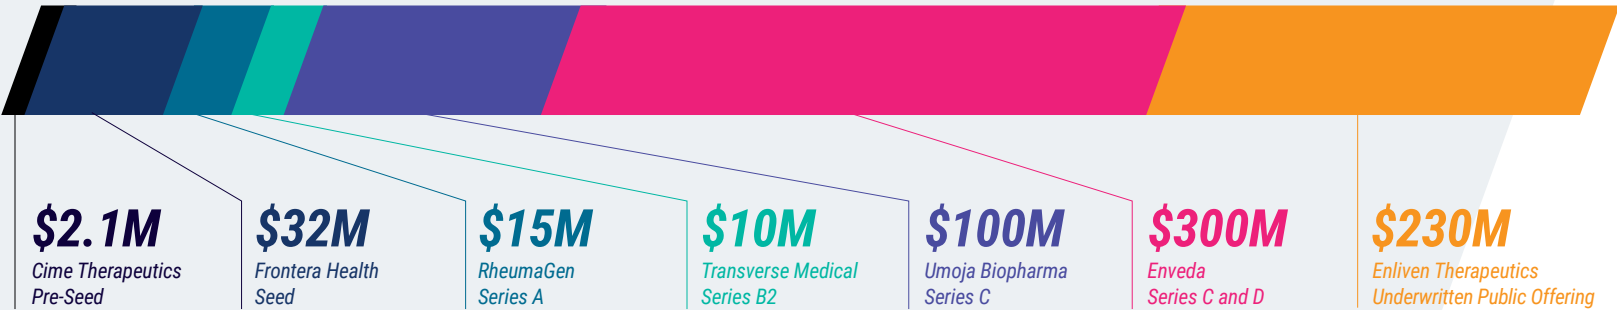 $2.1M
Cime Therapeutics
Pre-Seed
$32M
Frontera Health
Seed
$15M
RheumaGen
Series A
$10M
Transverse Medical
Series B2
$100M
Umoja Biopharma
Series C
$300M
Enveda
Series C and D
$230M
Enliven Therapeutics
Underwritten Public Offering